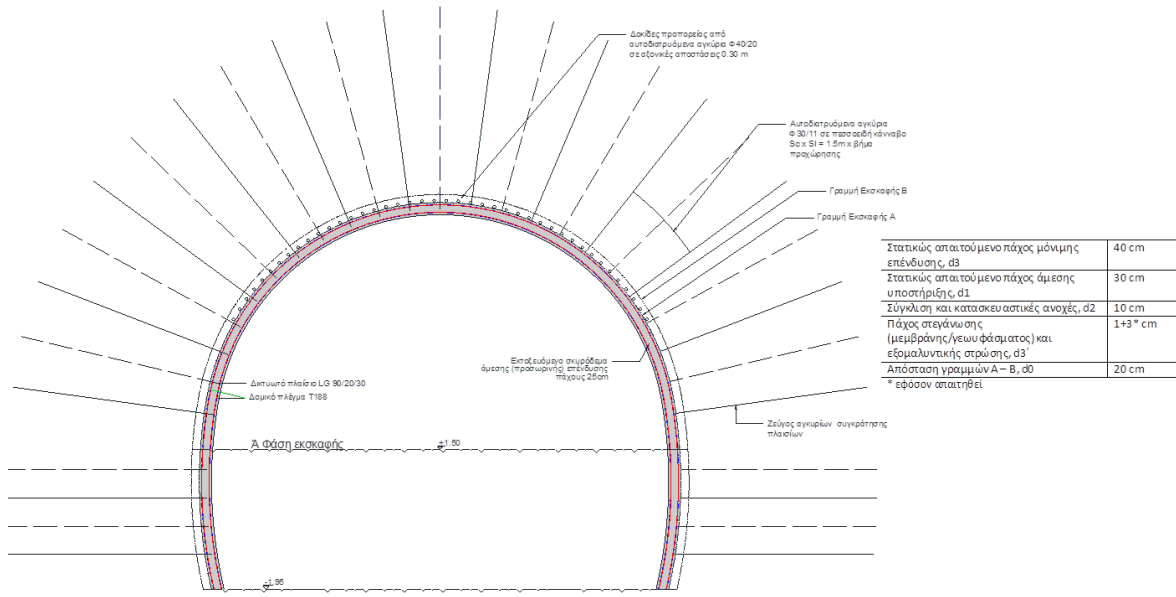 Δοκίδες προπορείας από
αυτοδιατρυόμενα αγκύρια Φ40/20
σε αξονικές αποστάσεις 0.30 m
Αυτοδιατρυόμενα αγκύρια
Φ 30/11 σε πεσσοειδή κάνναβο
Sc x Sl = 1.5m x βήμα
προχώρησης
Γραμμή Εκσκαφής B
Γραμμή Εκσκαφής A
Στατικώς απαιτούμενο πάχος μόνιμης
επένδυσης, d3
40 cm
Στατικώς απαιτούμενο πάχος άμεσης
υποστήριξης, d1
30 cm
Σύγκλιση και κατασκευαστικές ανοχές, d2
10 cm
Πάχος στεγάνωσης
(μεμβράνης/γεωυφάσματος) και
εξομαλυντικής στρώσης, d3΄
1+3* cm
Απόσταση γραμμών A – B, d0
20 cm
* εφόσον απαιτηθεί
Εκτοξευόμενο σκυρόδεμα
άμεσης (προσωρινής) επένδυσης
πάχους 25cm
Δικτυωτό πλαίσιο LG 90/20/30
Δομικό πλέγμα T188
Ζεύγος αγκυρίων συγκράτησης
πλαισίων
Ά Φάση εκσκαφής
+1.50
-1.95